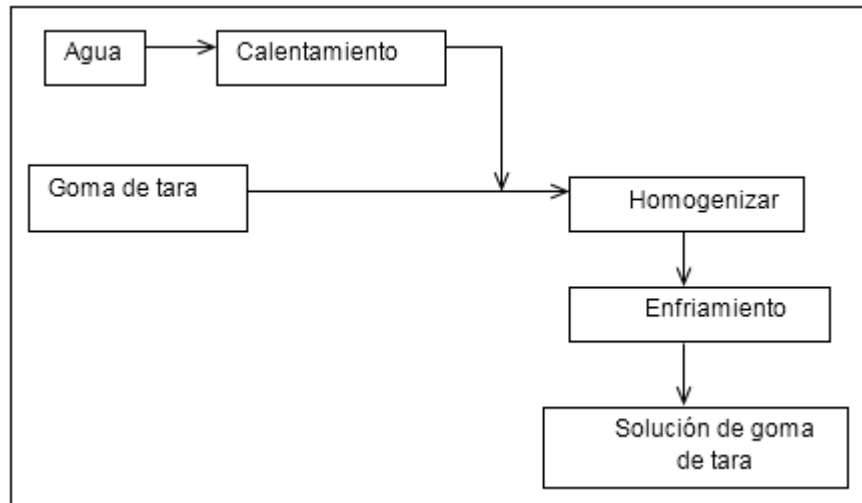 Agua
Calentamiento
Goma de tara
Homogenizar
Enfriamiento
Solución de goma
de tara